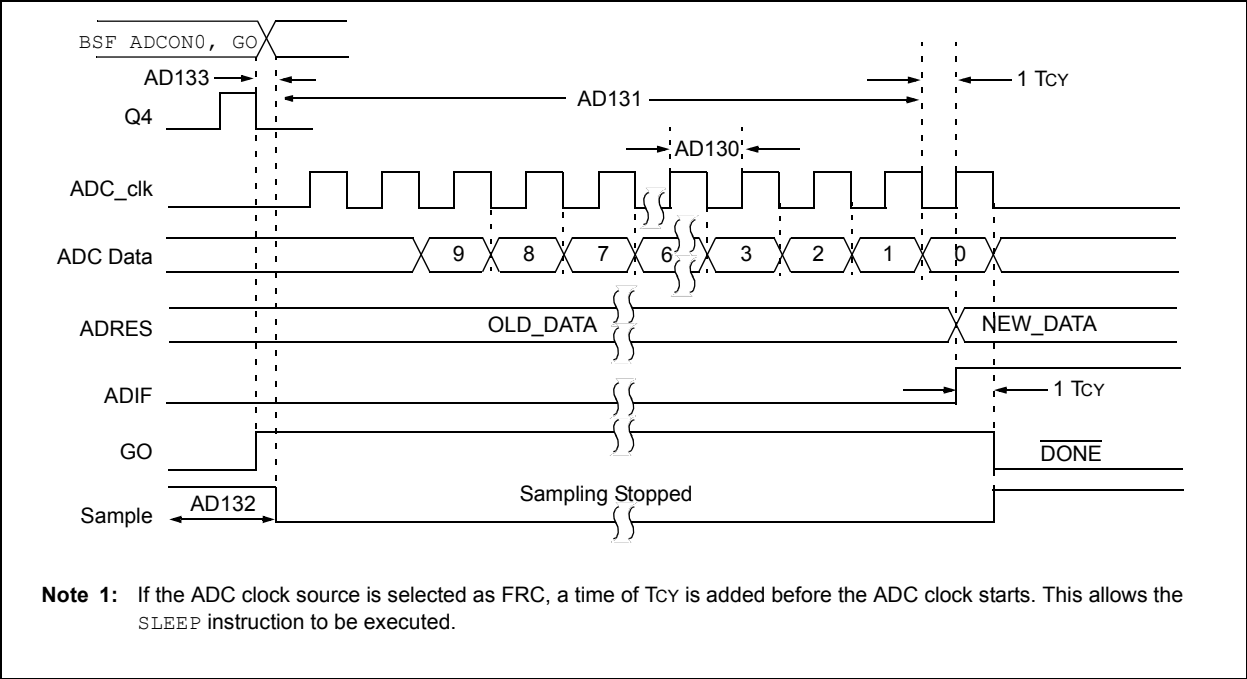 BSF ADCON0, GO
AD133
1 TCY
AD131
Q4
AD130
ADC_clk
ADC Data
9 8 7 6 3 2 1 0
OLD_DATA
NEW_DATA
ADRES
ADIF
1 TCY
GO
DONE
AD132
Sampling Stopped
Sample
Note 1: If the ADC clock source is selected as FRC, a time of TCY is added before the ADC clock starts. This allows the
SLEEP instruction to be executed.